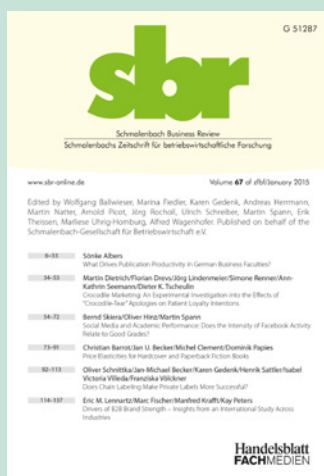 G 51287
sbr
Schmalenbach Business Review
Schmalenbachs Zeitschrift für betriebswirtschaftliche Forschung
www.sbr-online.de
Volume 67 of zfbf/January 2015
Edited by Wolfgang Ballwieser, Marina Fiedler, Karen Gedenk, Andreas Herrmann,
Martin Natter, Arnold Picot, Jörg Rocholl, Ulrich Schreiber, Martin Spann, Erik
Theissen, Marliese Uhrig-Homburg, Alfred Wagenhofer. Published on behalf of the
Schmalenbach-Gesellschaft für Betriebswirtschaft e.V.
6–33
Sönke Albers
What Drives Publication Productivity in German Business Faculties?
34–53
Martin Dietrich/Florian Drevs/Jörg Lindenmeier/Simone Renner/Ann-
Kathrin Seemann/Dieter K. Tscheulin
Crocodile Marketing: An Experimental Investigation into the Effects of
"Crocodile-Tear" Apologies on Patient Loyalty Intentions
54–72
Bernd Skiera/Oliver Hinz/Martin Spann
Social Media and Academic Performance: Does the Intensity of Facebook Activity
Relate to Good Grades?
73–91
Christian Barrot/Jan U. Becker/Michel Clement/Dominik Papies
Price Elasticities for Hardcover and Paperback Fiction Books
92–113
Oliver Schnittka/Jan-Michael Becker/Karen Gedenk/Henrik Sattler/Isabel
Victoria Villeda/Franziska Völckner
Does Chain Labeling Make Private Labels More Successful?
114–137
Eric M. Lennartz/Marc Fischer/Manfred Krafft/Kay Peters
Drivers of B2B Brand Strength – Insights from an International Study Across
Industries
Handelsblatt
FACHMEDIEN